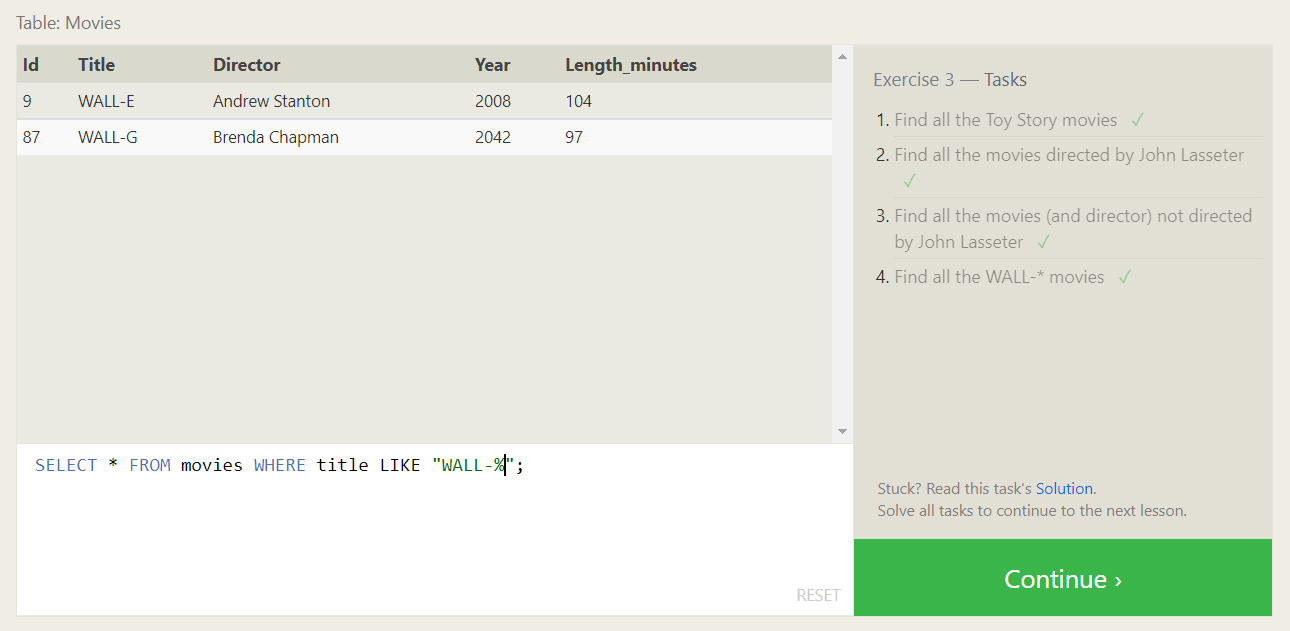 Table: Movies
Id Title Director Year Length_minutes
9 WALL-E Andrew Stanton 2008 104
87 WALL-G Brenda Chapman 2042 97
SELECT * FROM movies WHERE title LIKE "WALL-%";
RESET
Exercise 3 — Tasks
1. Find all the Toy Story movies ✓
2. Find all the movies directed by John Lasseter
✓
3. Find all the movies (and director) not directed
by John Lasseter ✓
4. Find all the WALL-* movies ✓
Stuck? Read this task's Solution.
Solve all tasks to continue to the next lesson.
Continue ›